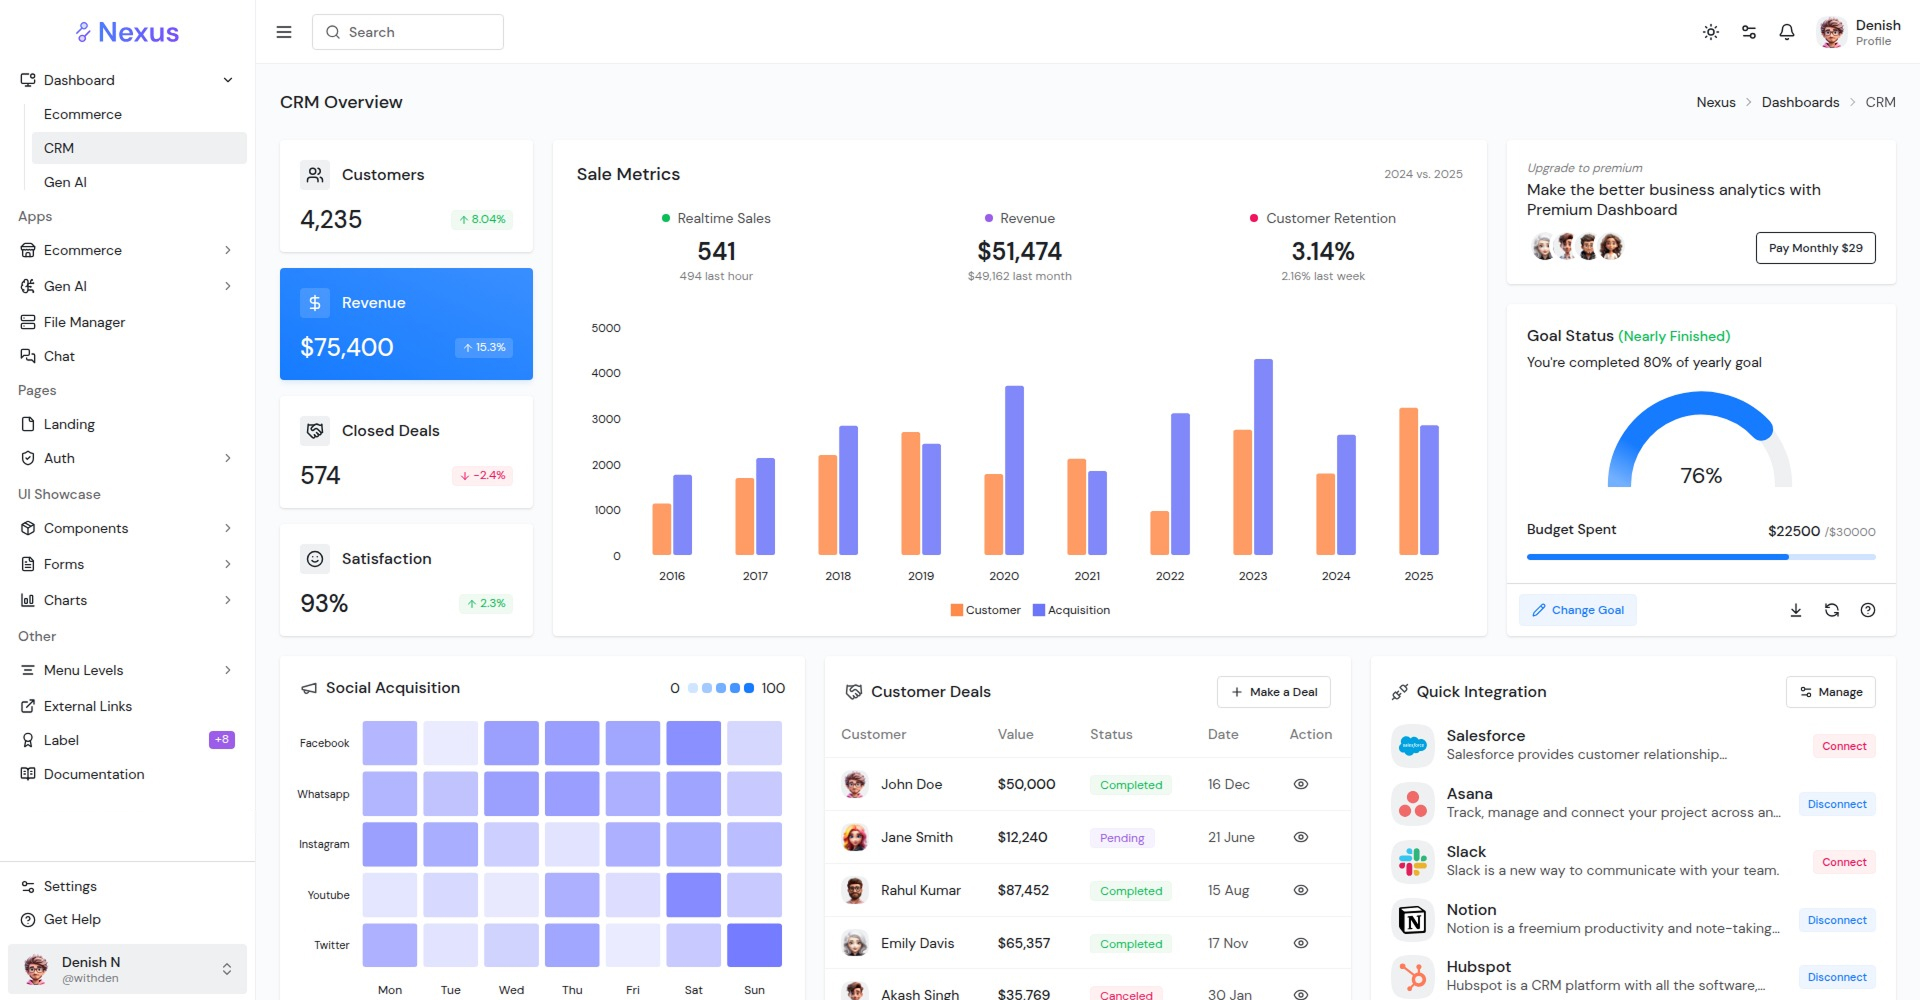 Nexus
Search
Denish
Profile
Dashboard
Ecommerce
CRM
Gen AI
Apps
Ecommerce
Gen AI
File Manager
Chat
Pages
Landing
Auth
UI Showcase
Components
Forms
Charts
Other
Menu Levels
External Links
Label +8
Documentation
Settings
Get Help
Denish N
@withden
CRM Overview
Nexus > Dashboards > CRM
Customers
4,235 ↑ 8.04%
Revenue
$75,400 ↑ 15.3%
Closed Deals
574 ↓ -2.4%
Satisfaction
93% ↑ 2.3%
Sale Metrics 2024 vs. 2025
Realtime Sales Revenue Customer Retention
541 $51,474 3.14%
494 last hour $49,162 last month 2.16% last week
5000
4000
3000
2000
1000
0
2016 2017 2018 2019 2020 2021 2022 2023 2024 2025
Customer Acquisition
Upgrade to premium
Make the better business analytics with
Premium Dashboard
Pay Monthly $29
Goal Status (Nearly Finished)
You're completed 80% of yearly goal
76%
Budget Spent $22500 /$30000
Change Goal
Social Acquisition 0 100
Facebook
Whatsapp
Instagram
Youtube
Twitter
Mon Tue Wed Thu Fri Sat Sun
Customer Deals + Make a Deal
Customer Value Status Date Action
John Doe $50,000 Completed 16 Dec
Jane Smith $12,240 Pending 21 June
Rahul Kumar $87,452 Completed 15 Aug
Emily Davis $65,357 Completed 17 Nov
Akash Singh $35,769 Canceled 30 Jan
Quick Integration Manage
salesforce
Salesforce
Salesforce provides customer relationship...
Connect
Asana
Track, manage and connect your project across an...
Disconnect
Slack
Slack is a new way to communicate with your team.
Connect
Notion
Notion is a freemium productivity and note-taking...
Disconnect
Hubspot
Hubspot is a CRM platform with all the software,...
Disconnect